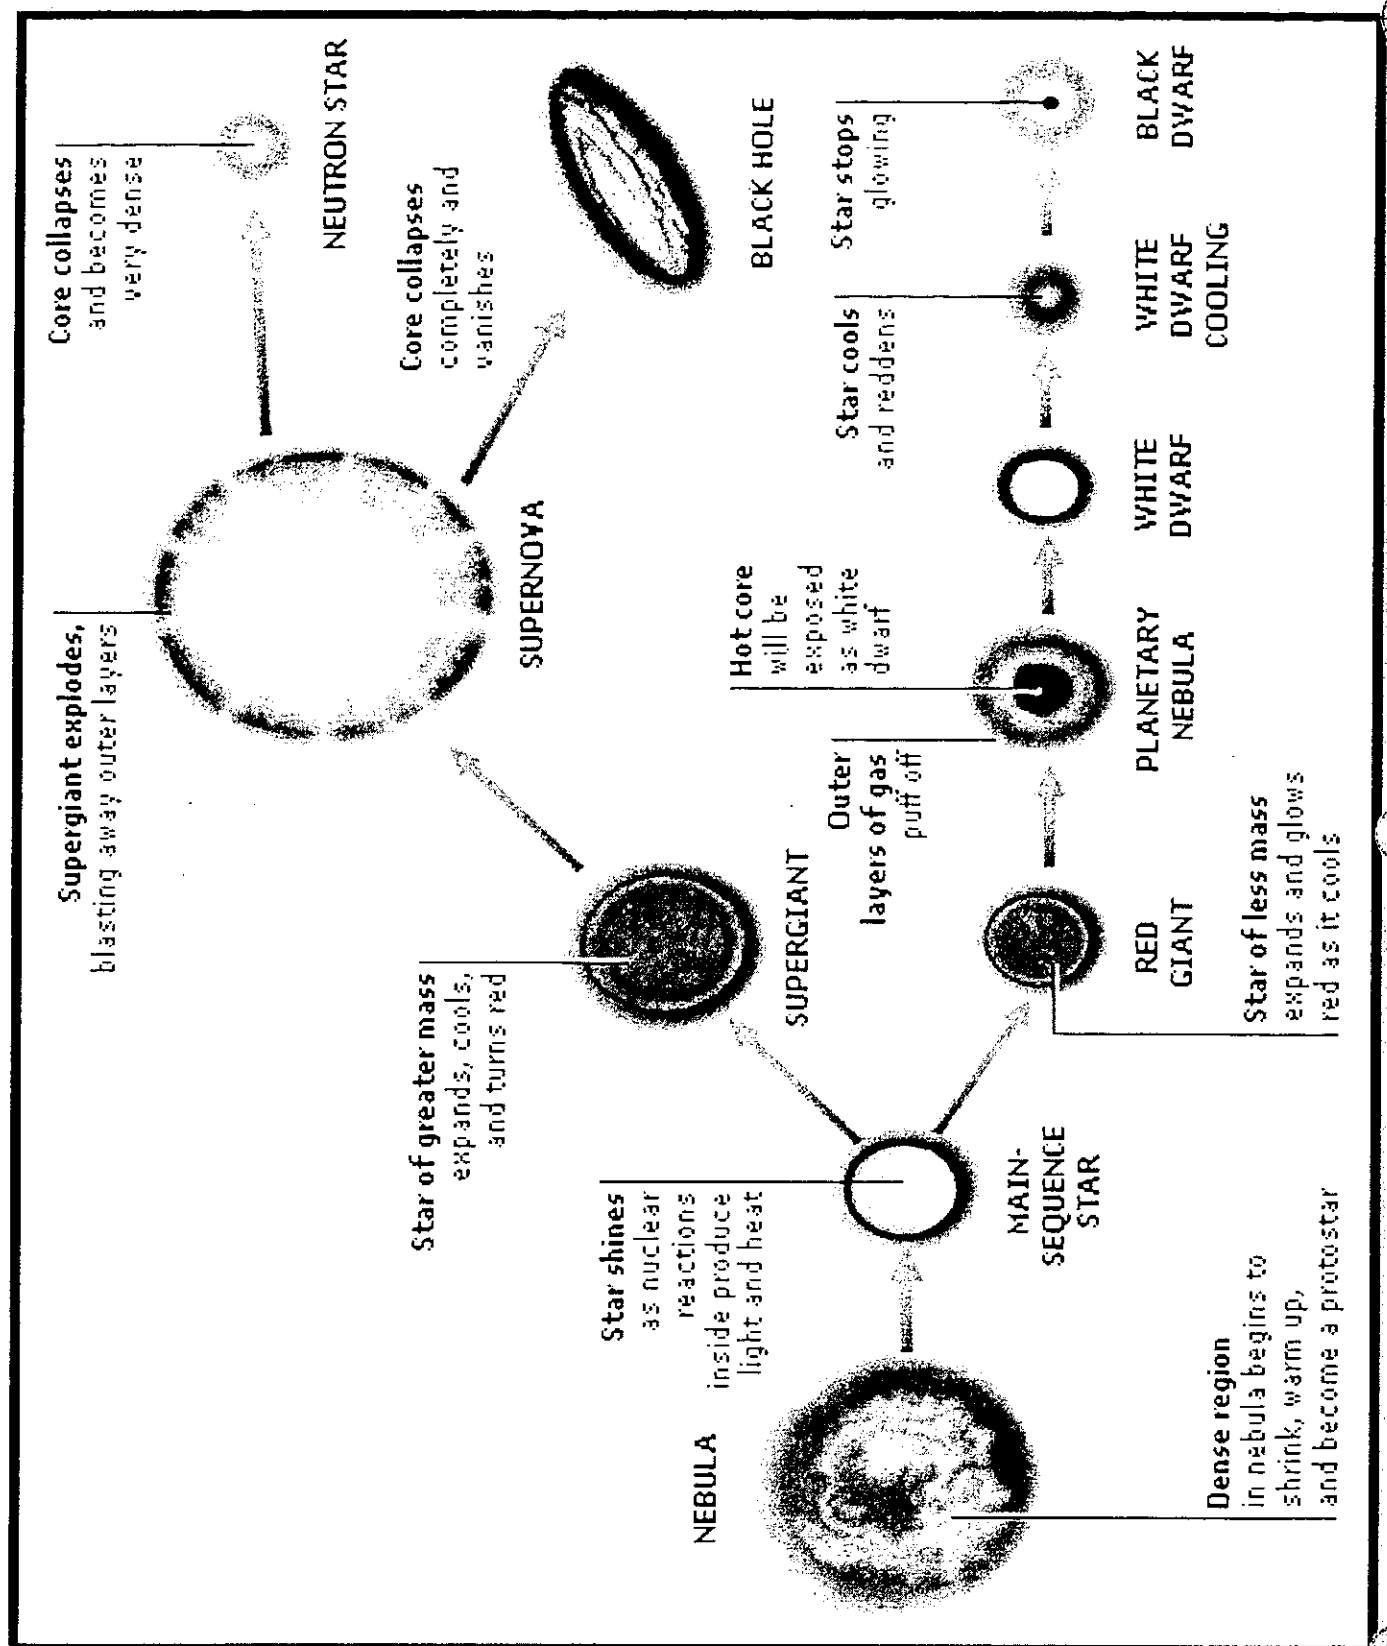 NEBULA
Dense region
in nebula begins to
shrink, warm up,
and become a protostar
Star shines
as nuclear
reactions
inside produce
light and heat
MAIN-
SEQUENCE
STAR
Star of greater mass
expands, cools,
and turns red
SUPERGIANT
Supergiant explodes,
blasting away outer layers
SUPERNOVA
Core collapses
and becomes
very dense
NEUTRON STAR
Core collapses
completely and
vanishes
BLACK HOLE
Star of less mass
expands and glows
red as it cools
RED
GIANT
Outer
layers of gas
puff off
Hot core
will be
exposed
as white
dwarf
PLANETARY
NEBULA
WHITE
DWARF
Star cools
and reddens
WHITE
DWARF
COOLING
Star stops
glowing
BLACK
DWARF